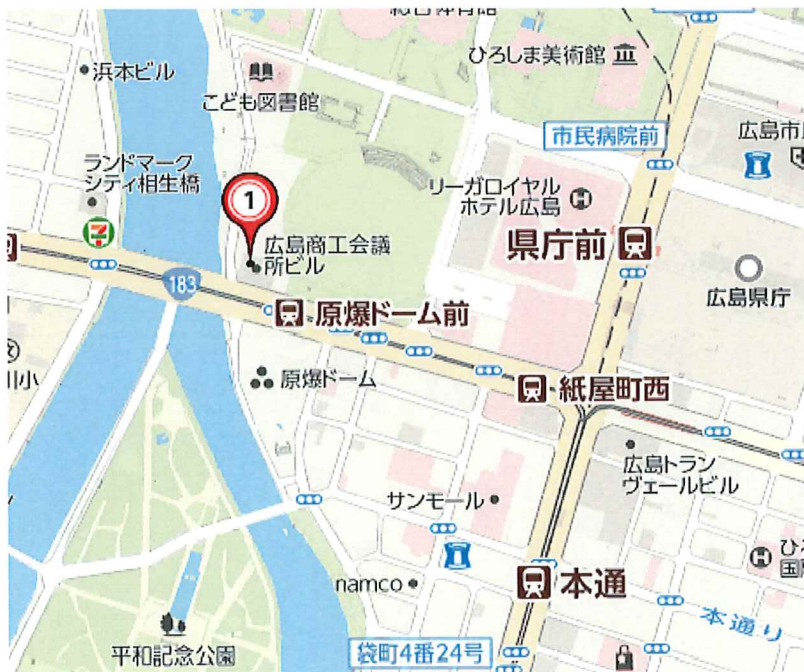 ひろしま美術館
浜本ビル
こども図書館
市民病院前
ランドマーク
シティ相生橋
1
リーガロイヤル
ホテル広島
県庁前
広島商工会議
所ビル
183
広島県庁
原爆ドーム前
原爆ドーム
紙屋町西
川小
広島トラン
ヴェールビル
サンモール
namco
本通
本通り
平和記念公園
袋町4番24号